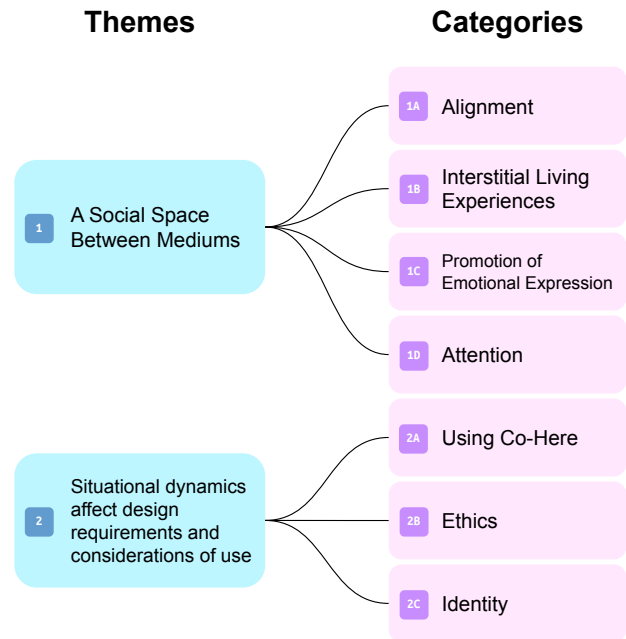 Themes
Categories
1A
Alignment
1B
Interstitial Living
Experiences
1
A Social Space
Between Mediums
1C
Promotion of
Emotional Expression
1D
Attention
2A
Using Co-Here
2
Situational dynamics
affect design
requirements and
considerations of use
2B
Ethics
2C
Identity